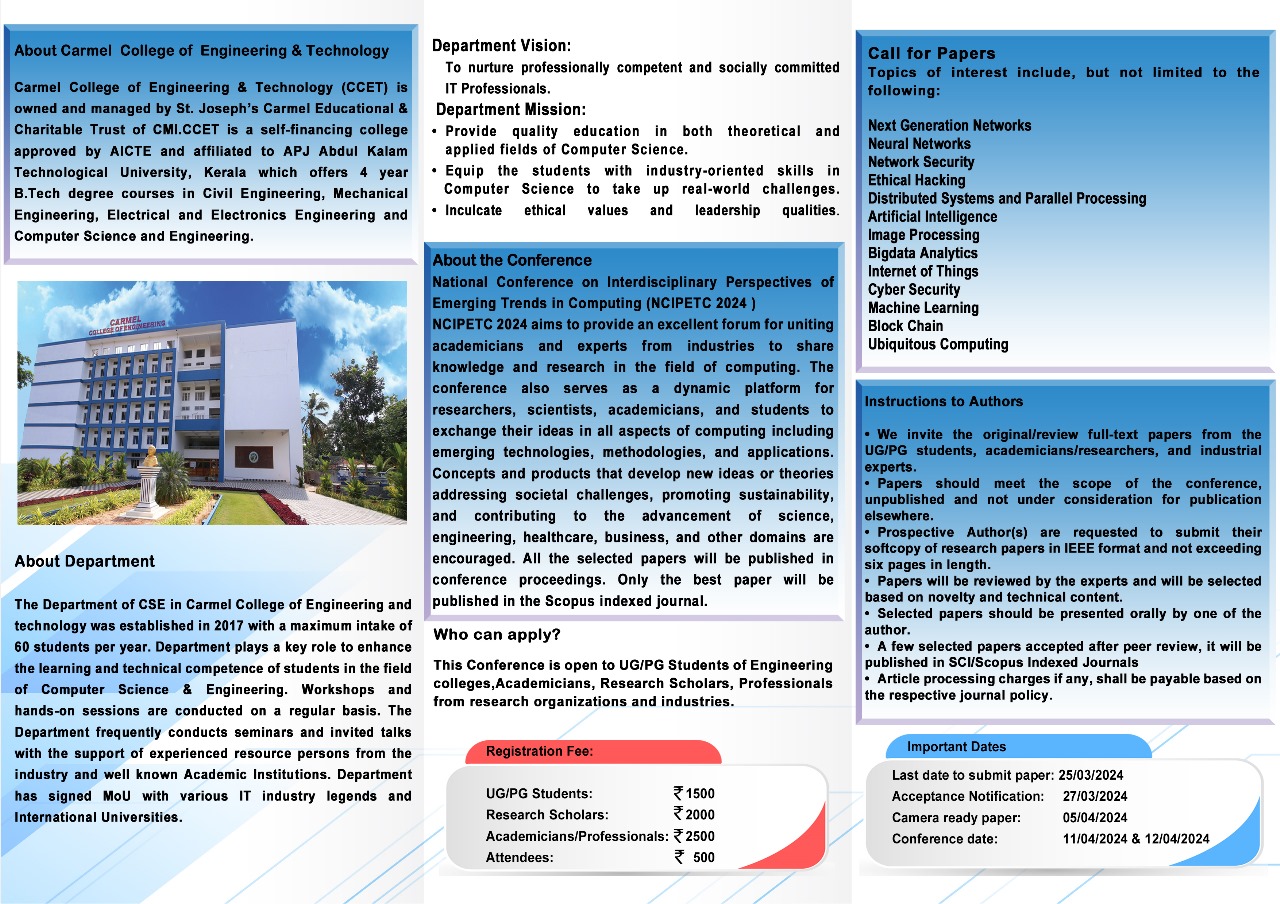 About Carmel College of Engineering & Technology
Carmel College of Engineering & Technology (CCET) is
owned and managed by St. Joseph's Carmel Educational &
Charitable Trust of CMI.CCET is a self-financing college
approved by AICTE and affiliated to APJ Abdul Kalam
Technological University, Kerala which offers 4 year
B.Tech degree courses in Civil Engineering, Mechanical
Engineering, Electrical and Electronics Engineering and
Computer Science and Engineering.
CARMEL
COLLEGE OF ENGINEERING
About Department
The Department of CSE in Carmel College of Engineering and
technology was established in 2017 with a maximum intake of
60 students per year. Department plays a key role to enhance
the learning and technical competence of students in the field
of Computer Science & Engineering. Workshops and
hands-on sessions are conducted on a regular basis. The
Department frequently conducts seminars and invited talks
with the support of experienced resource persons from the
industry and well known Academic Institutions. Department
has signed MoU with various IT industry legends and
International Universities.
Department Vision:
To nurture professionally competent and socially committed
IT Professionals.
Department Mission:
• Provide quality education in both theoretical and
applied fields of Computer Science.
• Equip the students with industry-oriented skills in
Computer Science to take up real-world challenges.
• Inculcate ethical values and leadership qualities.
About the Conference
National Conference on Interdisciplinary Perspectives of
Emerging Trends in Computing (NCIPETC 2024 )
NCIPETC 2024 aims to provide an excellent forum for uniting
academicians and experts from industries to share
knowledge and research in the field of computing. The
conference also serves as a dynamic platform for
researchers, scientists, academicians, and students to
exchange their ideas in all aspects of computing including
emerging technologies, methodologies, and applications.
Concepts and products that develop new ideas or theories
addressing societal challenges, promoting sustainability,
and contributing to the advancement of science,
engineering, healthcare, business, and other domains are
encouraged. All the selected papers will be published in
conference proceedings. Only the best paper will be
published in the Scopus indexed journal.
Who can apply?
This Conference is open to UG/PG Students of Engineering
colleges,Academicians, Research Scholars, Professionals
from research organizations and industries.
Registration Fee:
UG/PG Students: ₹ 1500
Research Scholars: ₹ 2000
Academicians/Professionals: ₹ 2500
Attendees: ₹ 500
Call for Papers
Topics of interest include, but not limited to the
following:
Next Generation Networks
Neural Networks
Network Security
Ethical Hacking
Distributed Systems and Parallel Processing
Artificial Intelligence
Image Processing
Bigdata Analytics
Internet of Things
Cyber Security
Machine Learning
Block Chain
Ubiquitous Computing
Instructions to Authors
• We invite the original/review full-text papers from the
UG/PG students, academicians/researchers, and industrial
experts.
• Papers should meet the scope of the conference,
unpublished and not under consideration for publication
elsewhere.
• Prospective Author(s) are requested to submit their
softcopy of research papers in IEEE format and not exceeding
six pages in length.
• Papers will be reviewed by the experts and will be selected
based on novelty and technical content.
• Selected papers should be presented orally by one of the
author.
• A few selected papers accepted after peer review, it will be
published in SCI/Scopus Indexed Journals
• Article processing charges if any, shall be payable based on
the respective journal policy.
Important Dates
Last date to submit paper: 25/03/2024
Acceptance Notification: 27/03/2024
Camera ready paper: 05/04/2024
Conference date: 11/04/2024 & 12/04/2024